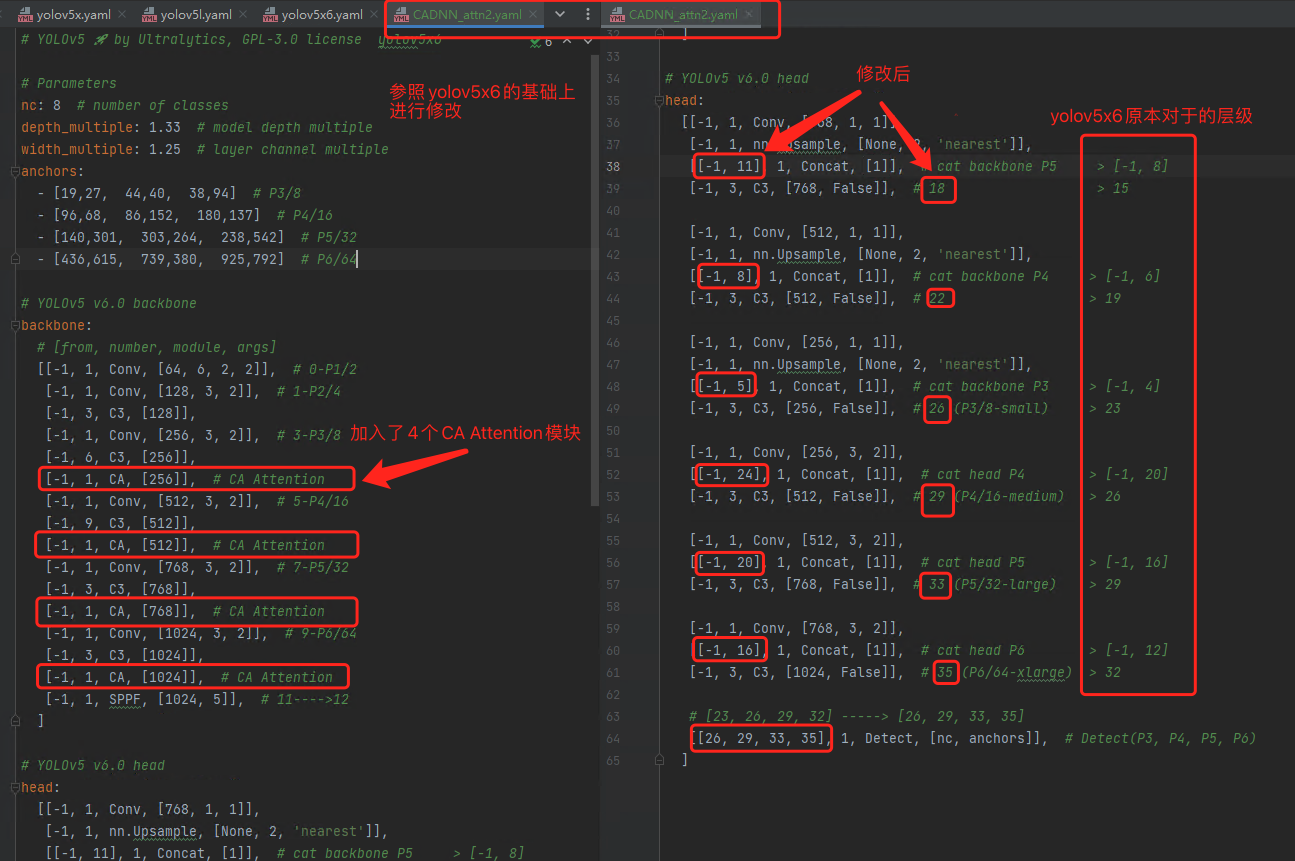 yolov5x.yaml
yolov5l.yaml
yolov5x6.yaml
CADNN_attn2.yaml
CADNN_attn2.yaml
# YOLOv5 🚀 by Ultralytics, GPL-3.0 license  yolov5x6
6
# Parameters
nc: 8  # number of classes
depth_multiple: 1.33  # model depth multiple
width_multiple: 1.25  # layer channel multiple
anchors:
- [19,27,  44,40,  38,94]  # P3/8
- [96,68,  86,152,  180,137]  # P4/16
- [140,301,  303,264,  238,542]  # P5/32
- [436,615,  739,380,  925,792]  # P6/64
参照yolov5x6的基础上
进行修改
# YOLOv5 v6.0 backbone
backbone:
# [from, number, module, args]
[[-1, 1, Conv, [64, 6, 2, 2]],  # 0-P1/2
[-1, 1, Conv, [128, 3, 2]],  # 1-P2/4
[-1, 3, C3, [128]],
[-1, 1, Conv, [256, 3, 2]],  # 3-P3/8
[-1, 6, C3, [256]],
加入了4个CA Attention模块
[-1, 1, CA, [256]],  # CA Attention
[-1, 1, Conv, [512, 3, 2]],  # 5-P4/16
[-1, 9, C3, [512]],
[-1, 1, CA, [512]],  # CA Attention
[-1, 1, Conv, [768, 3, 2]],  # 7-P5/32
[-1, 3, C3, [768]],
[-1, 1, CA, [768]],  # CA Attention
[-1, 1, Conv, [1024, 3, 2]],  # 9-P6/64
[-1, 3, C3, [1024]],
[-1, 1, CA, [1024]],  # CA Attention
[-1, 1, SPPF, [1024, 5]],  # 11---->12
]
# YOLOv5 v6.0 head
head:
[[-1, 1, Conv, [768, 1, 1]],
[-1, 1, nn.Upsample, [None, 2, 'nearest']],
[[-1, 11], 1, Concat, [1]],  # cat backbone P5     > [-1, 8]
32 ]
33
34 # YOLOv5 v6.0 head
修改后
35 head:
yolov5x6原本对于的层级
36 [[-1, 1, Conv, [768, 1, 1]],
37 [-1, 1, nn.Upsample, [None, 2, 'nearest']],
38 [[-1, 11], 1, Concat, [1]],  # cat backbone P5     > [-1, 8]
39 [-1, 3, C3, [768, False]],  # 18     > 15
40
41 [-1, 1, Conv, [512, 1, 1]],
42 [-1, 1, nn.Upsample, [None, 2, 'nearest']],
43 [[-1, 8], 1, Concat, [1]],  # cat backbone P4     > [-1, 6]
44 [-1, 3, C3, [512, False]],  # 22     > 19
45
46 [-1, 1, Conv, [256, 1, 1]],
47 [-1, 1, nn.Upsample, [None, 2, 'nearest']],
48 [[-1, 5], 1, Concat, [1]],  # cat backbone P3     > [-1, 4]
49 [-1, 3, C3, [256, False]],  # 26 (P3/8-small)     > 23
50
51 [-1, 1, Conv, [256, 3, 2]],
52 [[-1, 24], 1, Concat, [1]],  # cat head P4     > [-1, 20]
53 [-1, 3, C3, [512, False]],  # 29 (P4/16-medium)   > 26
54
55 [-1, 1, Conv, [512, 3, 2]],
56 [[-1, 20], 1, Concat, [1]],  # cat head P5     > [-1, 16]
57 [-1, 3, C3, [768, False]],  # 33 (P5/32-large)    > 29
58
59 [-1, 1, Conv, [768, 3, 2]],
60 [[-1, 16], 1, Concat, [1]],  # cat head P6     > [-1, 12]
61 [-1, 3, C3, [1024, False]],  # 35 (P6/64-xlarge)  > 32
62
63 # [23, 26, 29, 32] -----> [26, 29, 33, 35]
64 [[26, 29, 33, 35], 1, Detect, [nc, anchors]],  # Detect(P3, P4, P5, P6)
65 ]